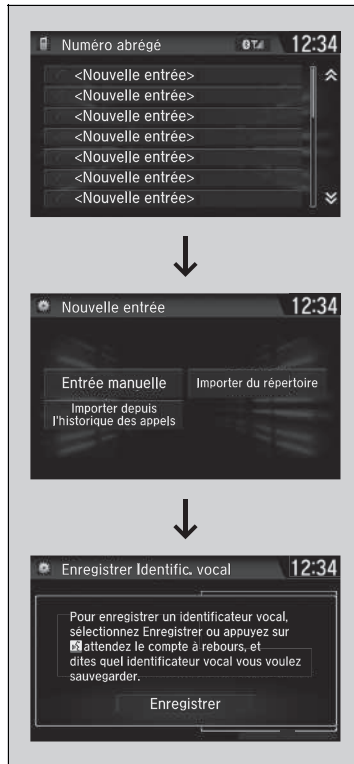 Numéro abrégé 12:34
<Nouvelle entrée>
<Nouvelle entrée>
<Nouvelle entrée>
<Nouvelle entrée>
<Nouvelle entrée>
<Nouvelle entrée>
<Nouvelle entrée>
Nouvelle entrée 12:34
Entrée manuelle Importer du répertoire
Importer depuis
l'historique des appels
Enregistrer Identific. vocal 12:34
Pour enregistrer un identificateur vocal,
sélectionnez Enregistrer ou appuyez sur
attendez le compte à rebours, et
dites quel identificateur vocal vous voulez
sauvegarder.
Enregistrer